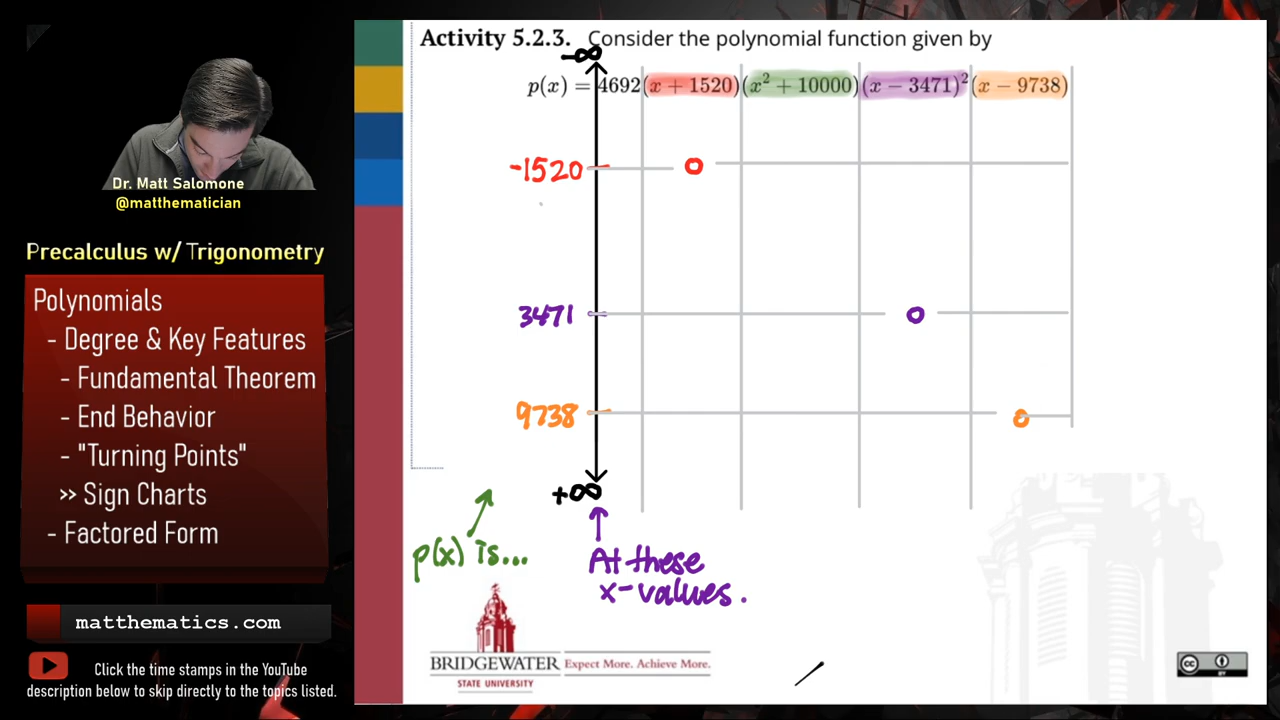 Activity 5.2.3. Consider the polynomial function given by
-∞
p(x) = 4692(x + 1520)(x² + 10000)(x − 3471)²(x − 9738)
-1520 0
3471 0
9738 0
+∞
p(x) is...
At these
x-values.
BRIDGEWATER
STATE UNIVERSITY
Expect More. Achieve More.
cc
BY
Dr. Matt Salomone
@matthematician
Precalculus w/ Trigonometry
Polynomials
- Degree & Key Features
- Fundamental Theorem
- End Behavior
- "Turning Points"
>> Sign Charts
- Factored Form
matthematics.com
Click the time stamps in the YouTube
description below to skip directly to the topics listed.